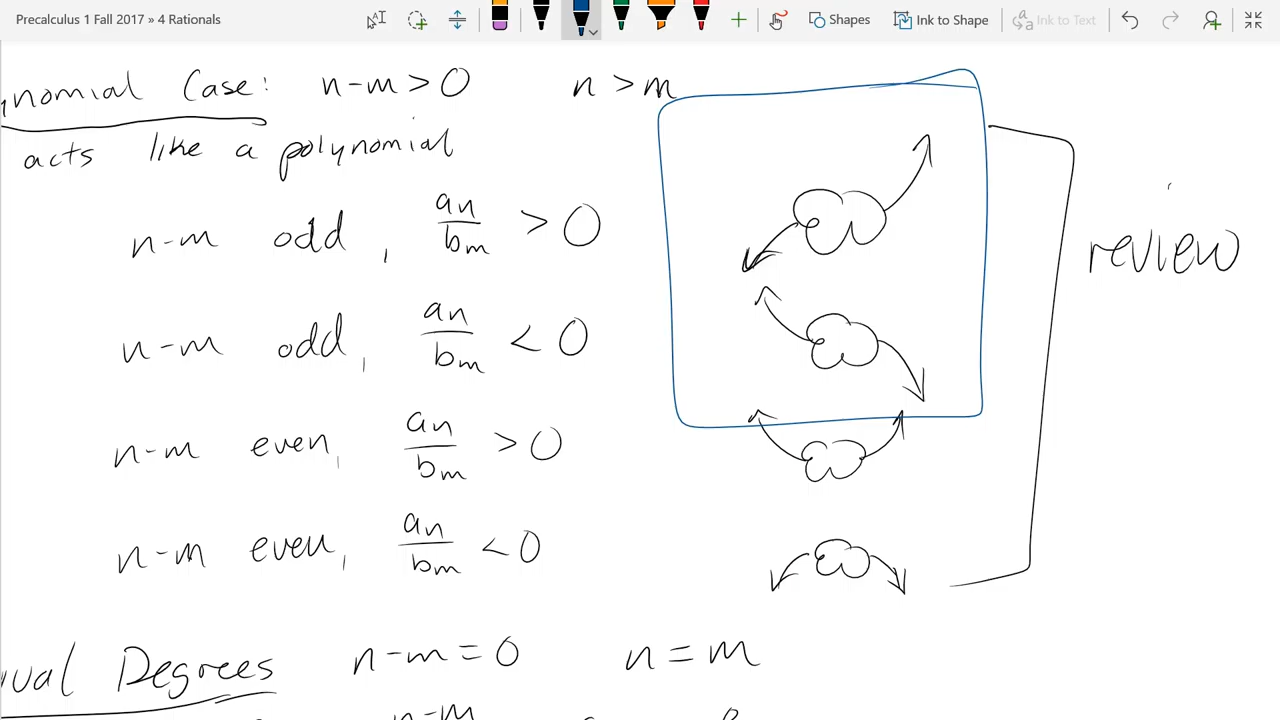 Precalculus 1 Fall 2017 » 4 Rationals
Shapes
Ink to Shape
Ink to Text
nomial Case: n-m > 0 n > m
acts like a polynomial
n-m odd, an/bm > 0
n-m odd, an/bm < 0
n-m even, an/bm > 0
n-m even, an/bm < 0
review
ual Degrees n-m = 0 n = m
n-m